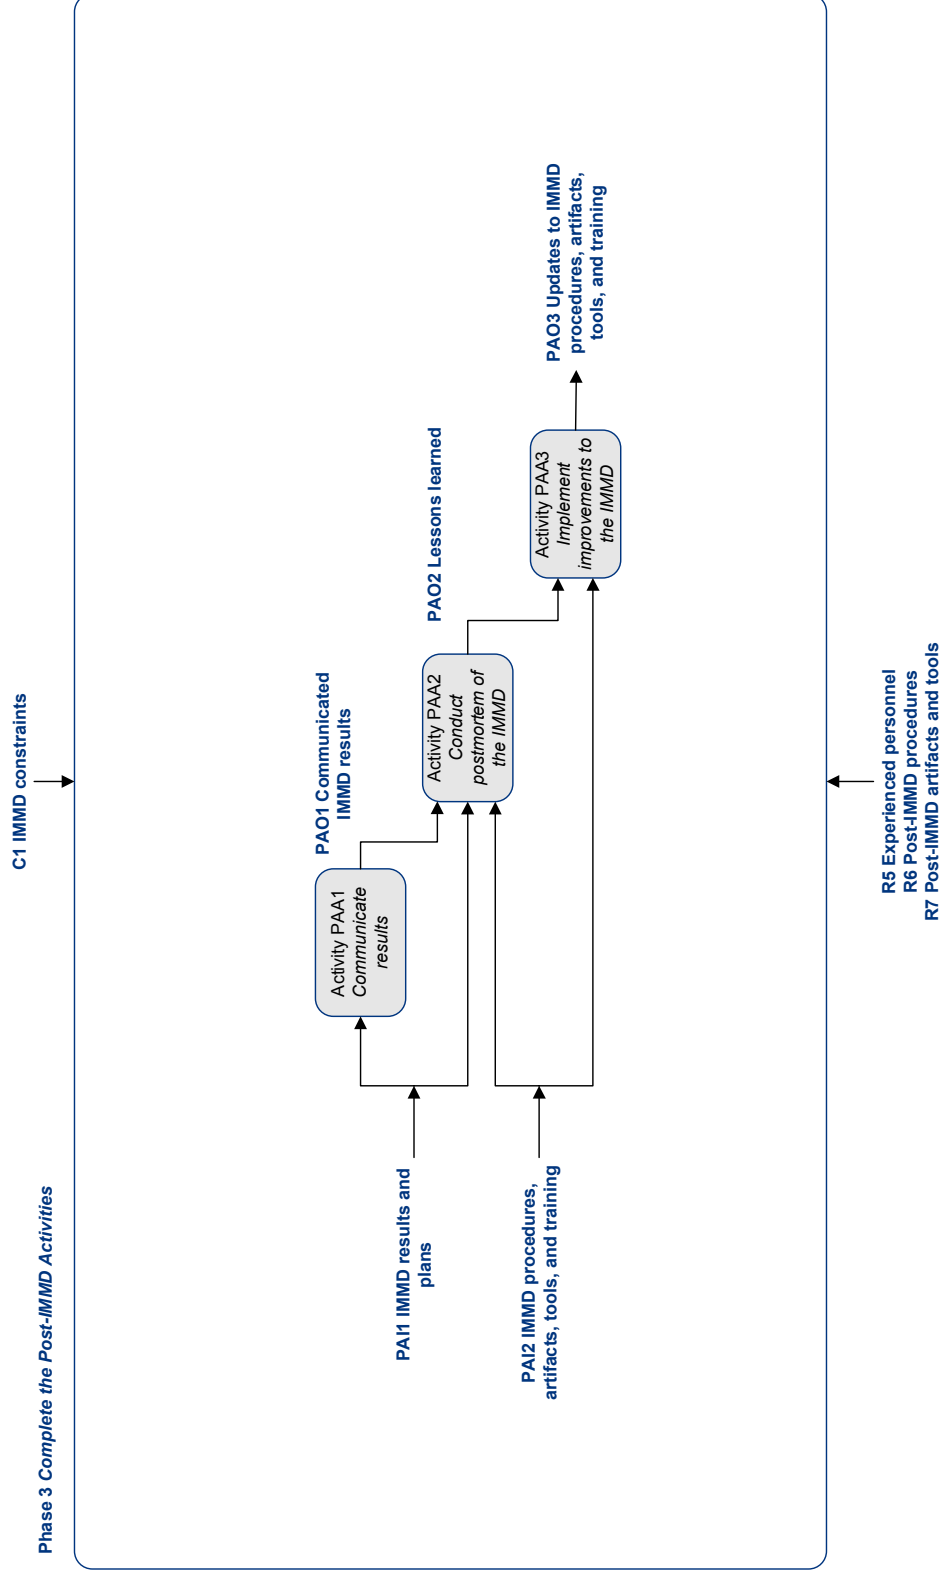 Phase 3 Complete the Post-IMMD Activities
C1 IMMD constraints
PAI1 IMMD results and
plans
PAI2 IMMD procedures,
artifacts, tools, and training
Activity PAA1
Communicate
results
PAO1 Communicated
IMMD results
Activity PAA2
Conduct
postmortem of
the IMMD
PAO2 Lessons learned
Activity PAA3
Implement
improvements to
the IMMD
PAO3 Updates to IMMD
procedures, artifacts,
tools, and training
R5 Experienced personnel
R6 Post-IMMD procedures
R7 Post-IMMD artifacts and tools